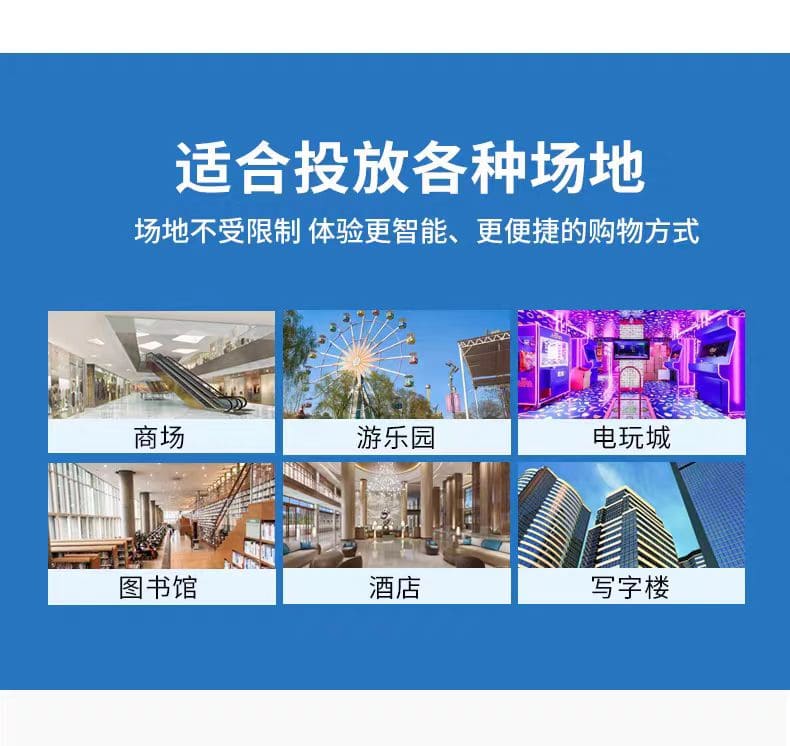 适合投放各种场地
场地不受限制 体验更智能、更便捷的购物方式
商场
游乐园
电玩城
图书馆
酒店
写字楼